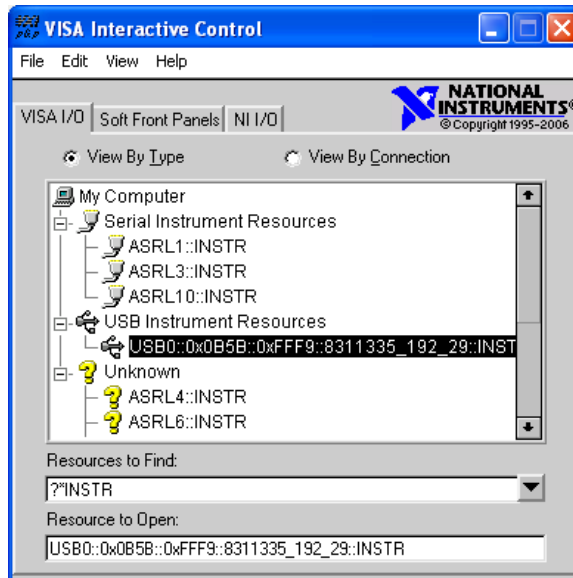 VISA Interactive Control
File Edit View Help
NATIONAL
INSTRUMENTS®
© Copyright 1995-2006
VISA I/O Soft Front Panels NI I/O
View By Type View By Connection
My Computer
Serial Instrument Resources
ASRL1::INSTR
ASRL3::INSTR
ASRL10::INSTR
USB Instrument Resources
USB0::0x0B5B::0xFFF9::8311335_192_29::INST
Unknown
ASRL4::INSTR
ASRL6::INSTR
Resources to Find:
?*INSTR
Resource to Open:
USB0::0x0B5B::0xFFF9::8311335_192_29::INSTR